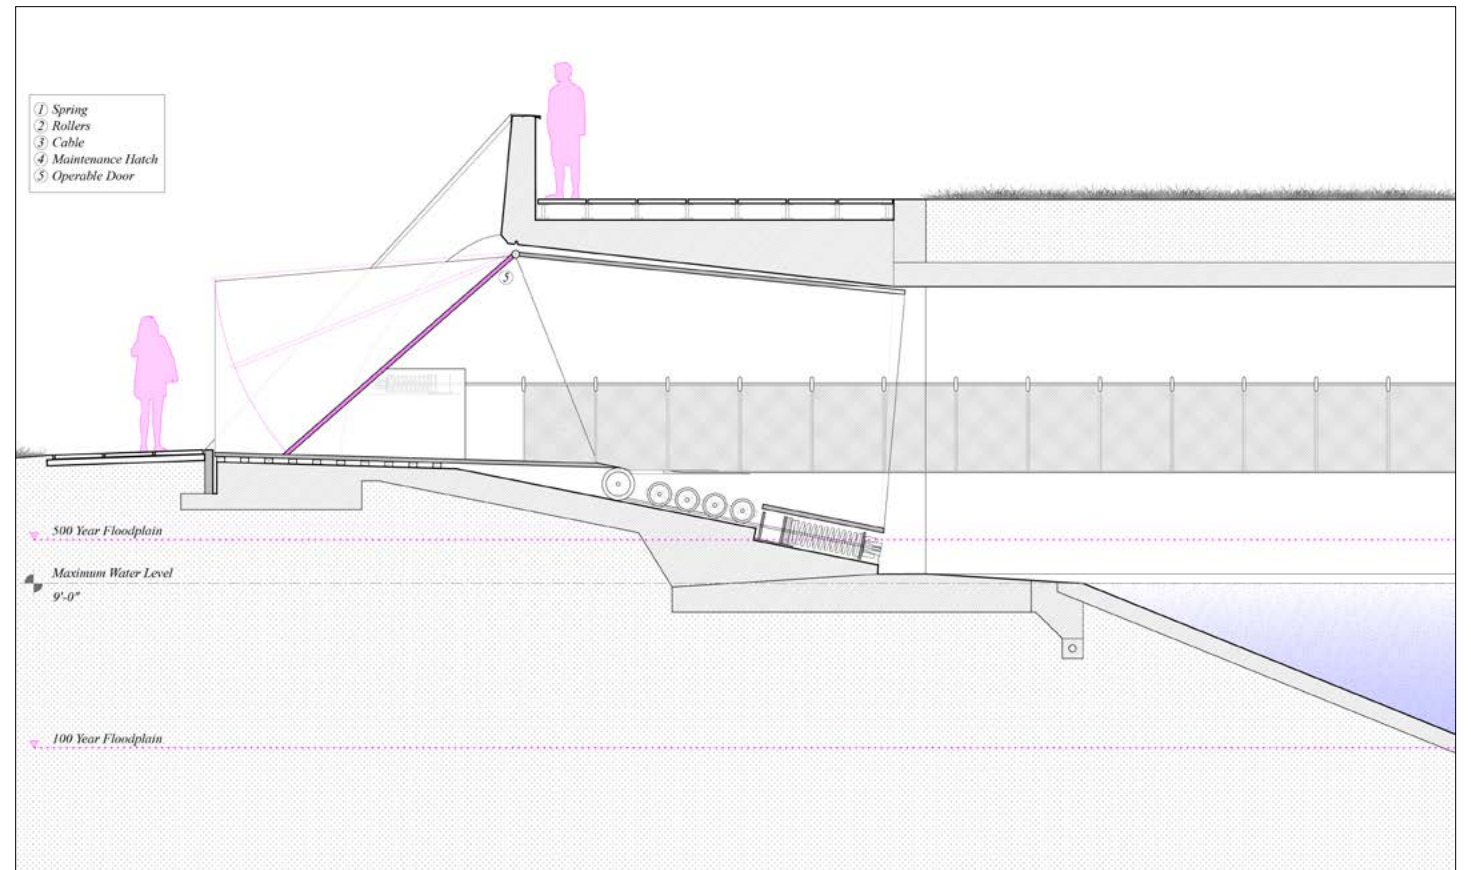 ① Spring
② Rollers
③ Cable
④ Maintenance Hatch
⑤ Operable Door
⑤
500 Year Floodplain
Maximum Water Level
9'-0"
100 Year Floodplain